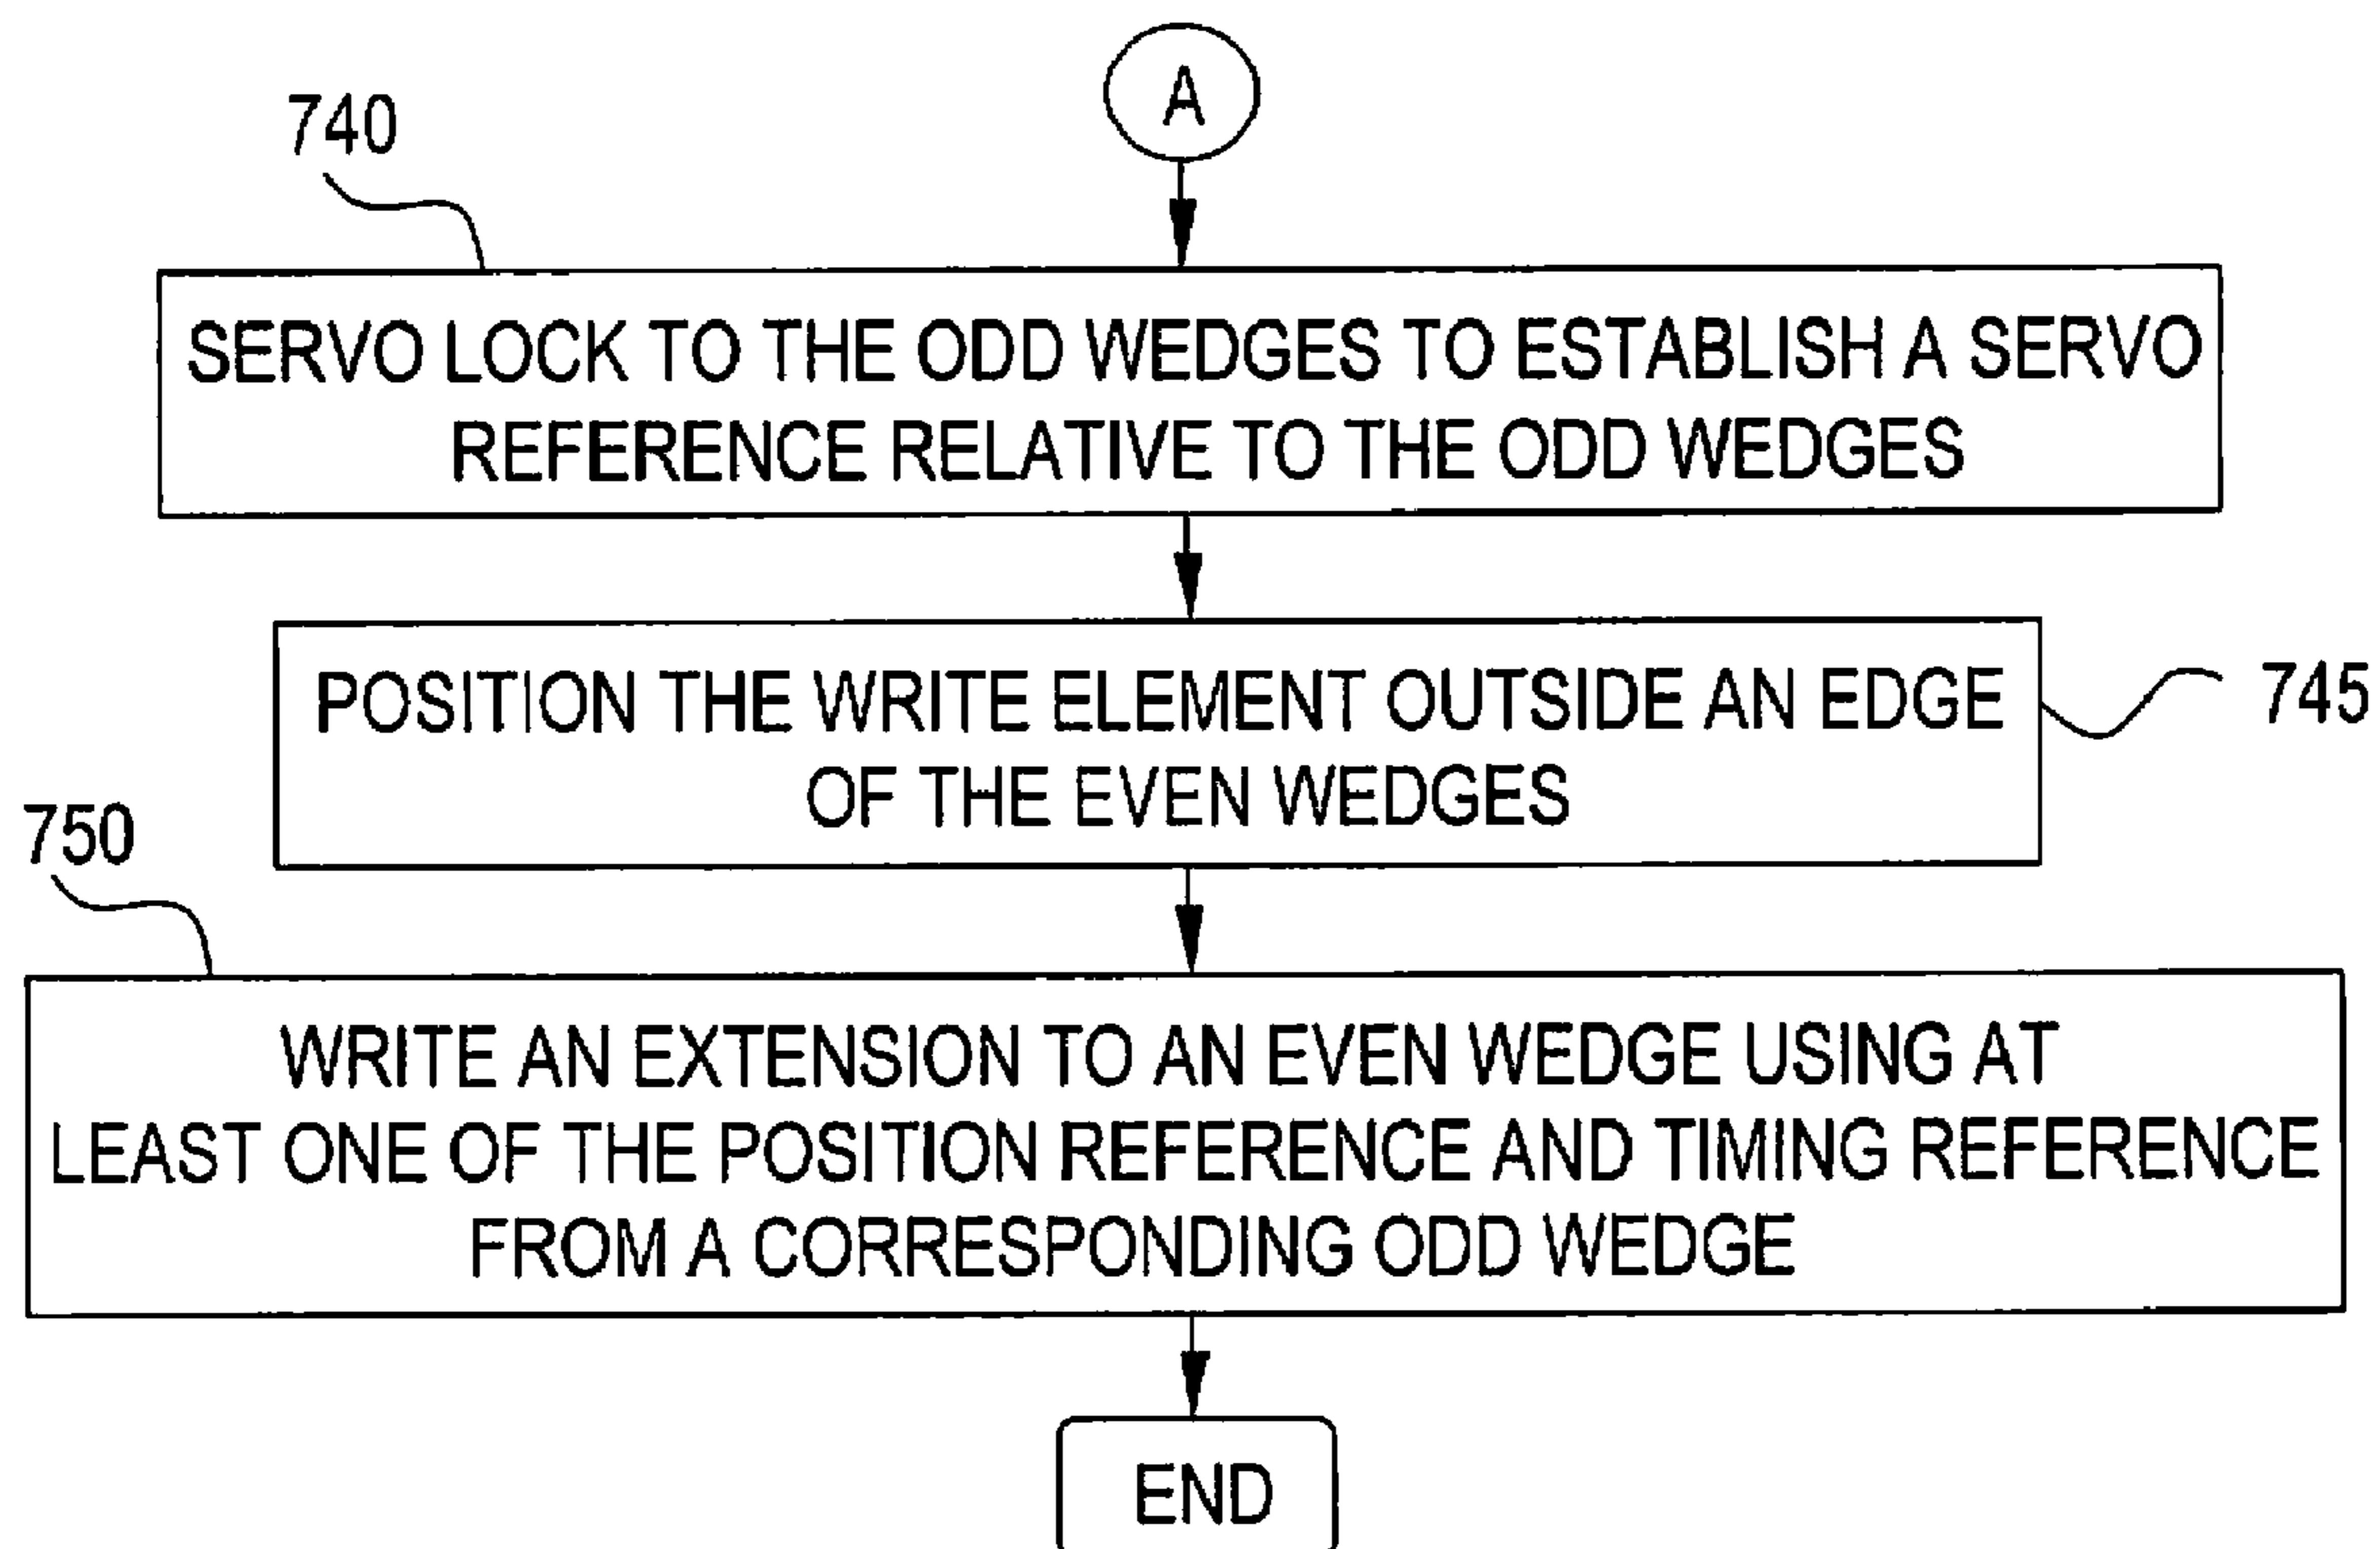 A
740
SERVO LOCK TO THE ODD WEDGES TO ESTABLISH A SERVO
REFERENCE RELATIVE TO THE ODD WEDGES
POSITION THE WRITE ELEMENT OUTSIDE AN EDGE
OF THE EVEN WEDGES
745
750
WRITE AN EXTENSION TO AN EVEN WEDGE USING AT
LEAST ONE OF THE POSITION REFERENCE AND TIMING REFERENCE
FROM A CORRESPONDING ODD WEDGE
END